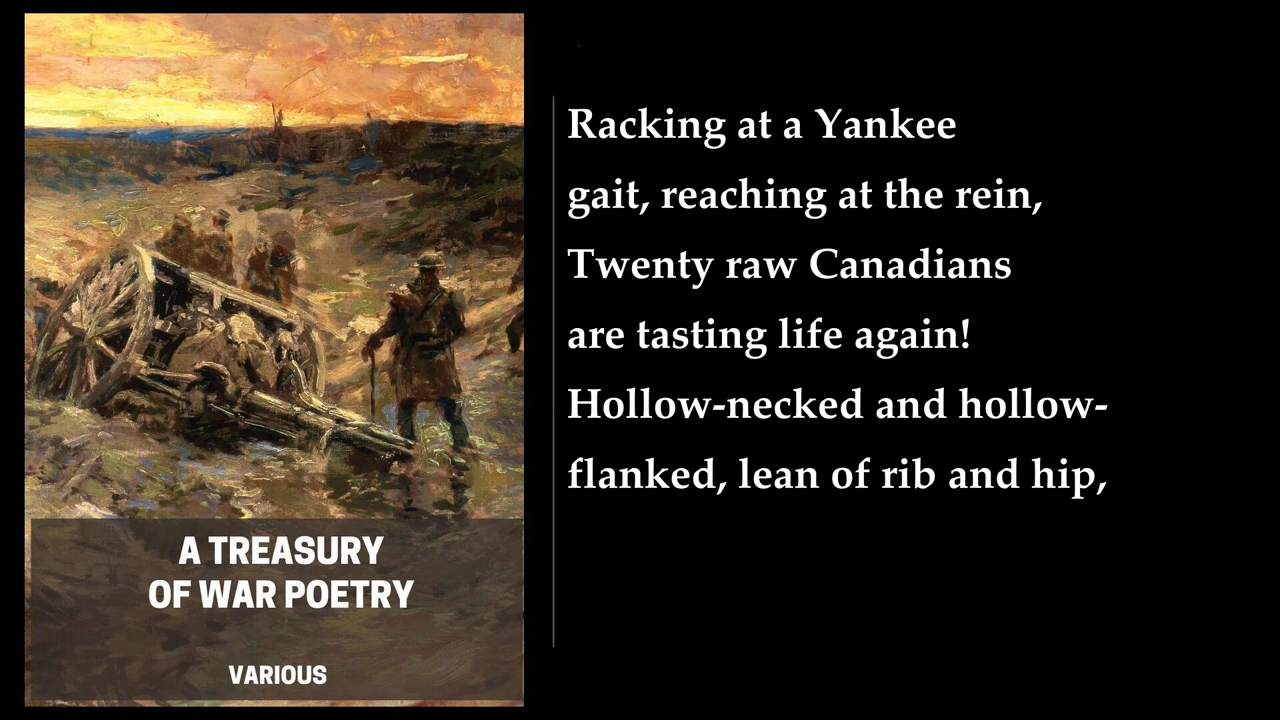 A TREASURY
OF WAR POETRY
VARIOUS
Racking at a Yankee
gait, reaching at the rein,
Twenty raw Canadians
are tasting life again!
Hollow-necked and hollow-
flanked, lean of rib and hip,